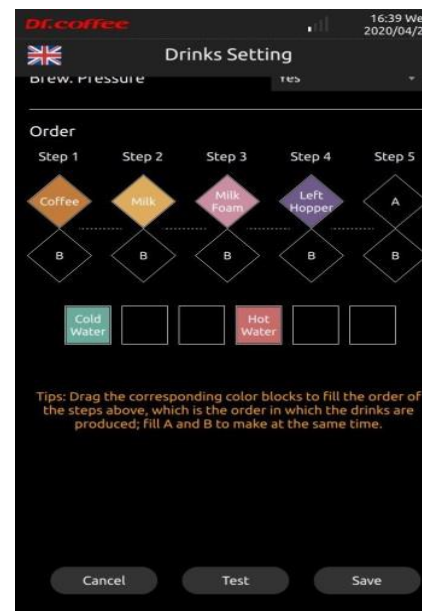 Dr.coffee
16:39 We
2020/04/2
Drinks Setting
Brew. Pressure
Yes
Order
Step 1 Step 2 Step 3 Step 4 Step 5
Coffee Milk Milk Foam Left Hopper A
B B B B B
Cold Water Hot Water
Tips: Drag the corresponding color blocks to fill the order of
the steps above, which is the order in which the drinks are
produced; fill A and B to make at the same time.
Cancel Test Save